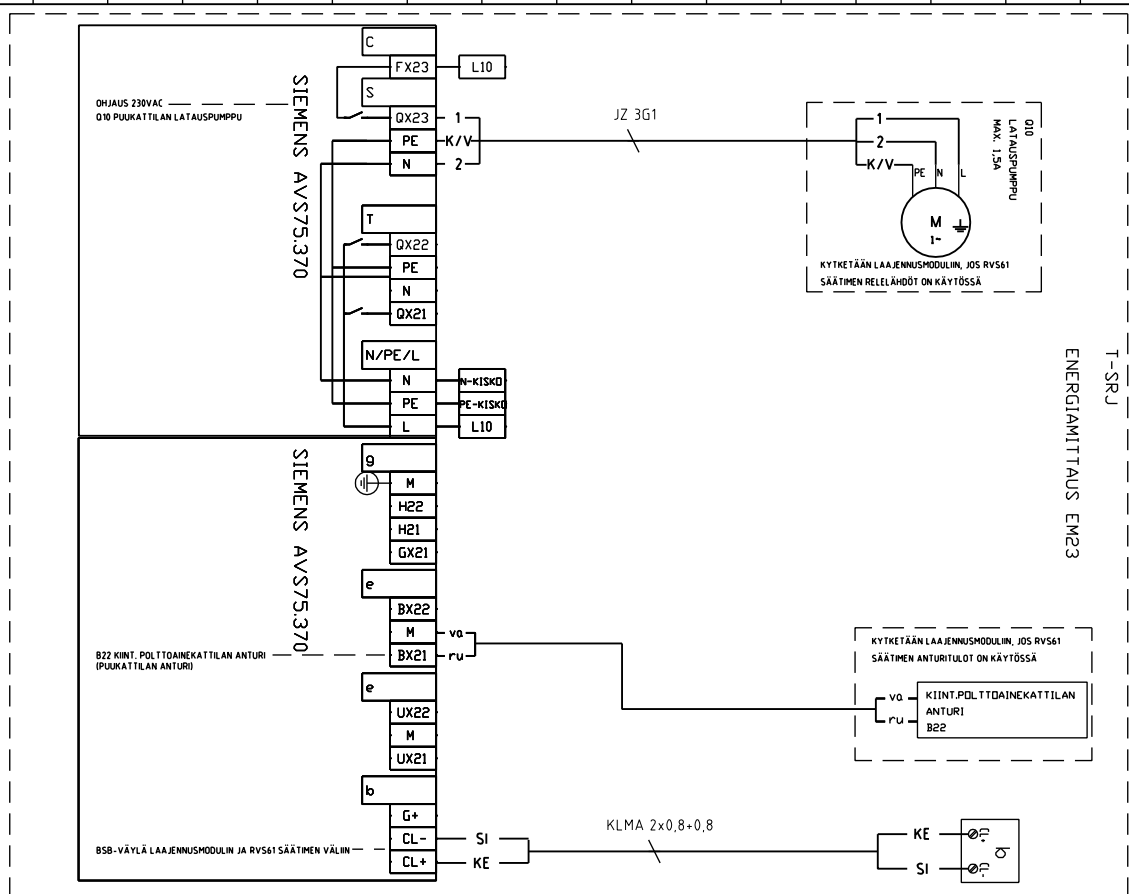 C
FX23
L10
S
OHJAUS 230VAC
Q10 PUUKATTILAN LATAUSPUMPPU
SIEMENS AVS75.370
QX23
1
PE
K/V
N
2
JZ 3G1
1
2
K/V
PE
N
L
Q10
LATAUSPUMPPU
MAX. 1,5A
M
1~
KYTKETÄÄN LAAJENNUSMODULIIN, JOS RVS61
SÄÄTIMEN RELELÄHDÖT ON KÄYTÖSSÄ
T
QX22
PE
N
QX21
N/PE/L
N
N-KISKO
PE
PE-KISKO
L
L10
T-SRJ
ENERGIAMITTAUS EM23
g
SIEMENS AVS75.370
M
H22
H21
GX21
e
BX22
M
va
BX21
ru
B22 KIINT. POLTTOAINEKATTILAN ANTURI
(PUUKATTILAN ANTURI)
KYTKETÄÄN LAAJENNUSMODULIIN, JOS RVS61
SÄÄTIMEN ANTURITULOT ON KÄYTÖSSÄ
va
ru
KIINT.POLTTOAINEKATTILAN
ANTURI
B22
e
UX22
M
UX21
b
G+
CL-
SI
CL+
KE
BSB-VÄYLÄ LAAJENNUSMODULIN JA RVS61 SÄÄTIMEN VÄLIIN
KLMA 2x0,8+0,8
KE
SI
CL+
CL-
b